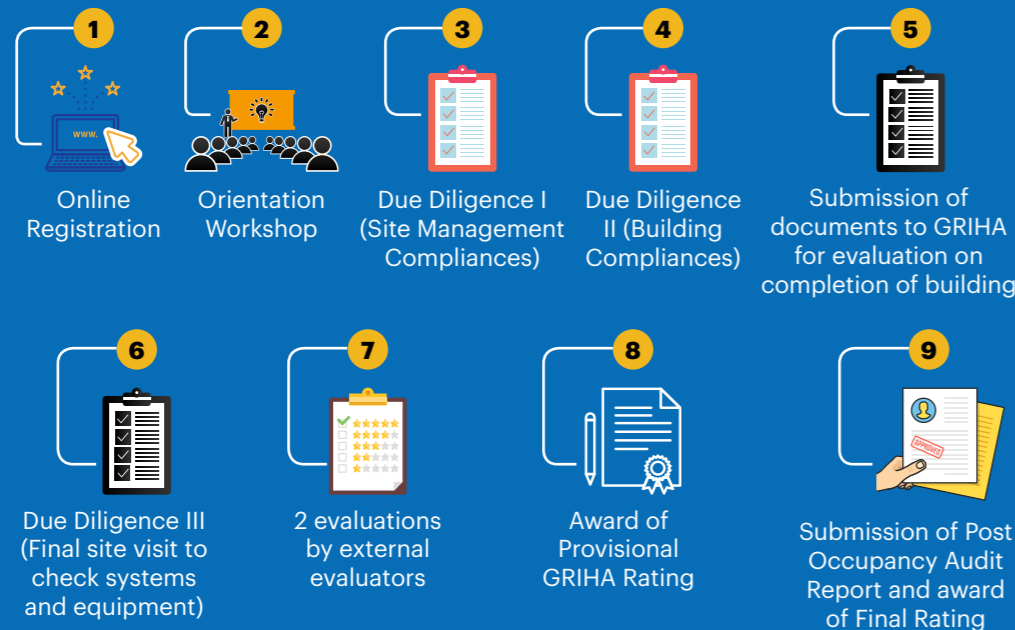 1
2
3
4
5
www.
Online
Registration
Orientation
Workshop
Due Diligence I
(Site Management
Compliances)
Due Diligence
II (Building
Compliances)
Submission of
documents to GRIHA
for evaluation on
completion of building
6
7
8
9
APPROVED
Due Diligence III
(Final site visit to
check systems
and equipment)
2 evaluations
by external
evaluators
Award of
Provisional
GRIHA Rating
Submission of Post
Occupancy Audit
Report and award
of Final Rating